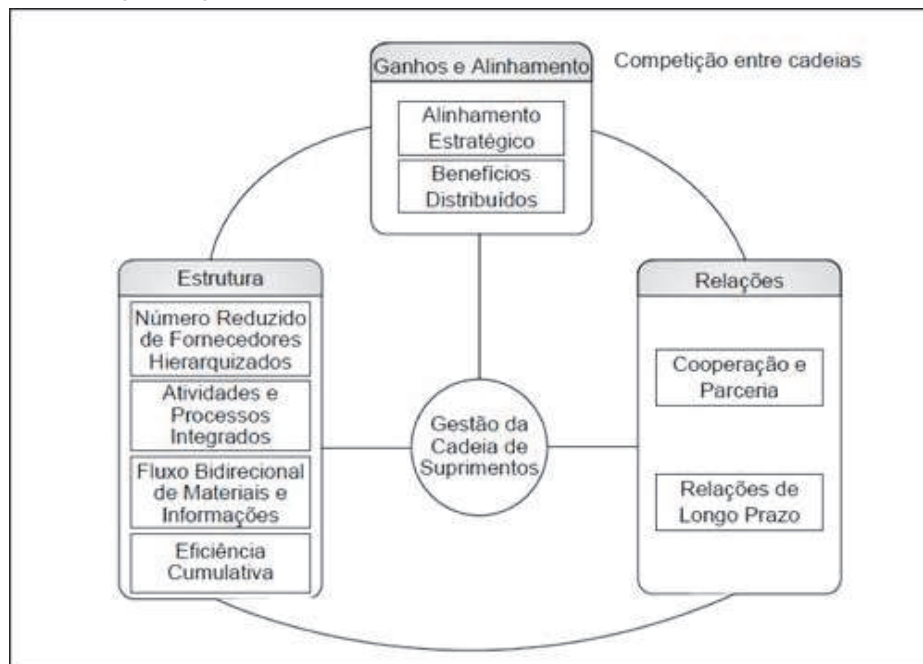 Ganhos e Alinhamento
Competição entre cadeias
Alinhamento
Estratégico
Benefícios
Distribuídos
Estrutura
Número Reduzido
de Fornecedores
Hierarquizados
Atividades e
Processos
Integrados
Fluxo Bidirecional
de Materiais e
Informações
Eficiência
Cumulativa
Gestão da
Cadeia de
Suprimentos
Relações
Cooperação e
Parceria
Relações de
Longo Prazo